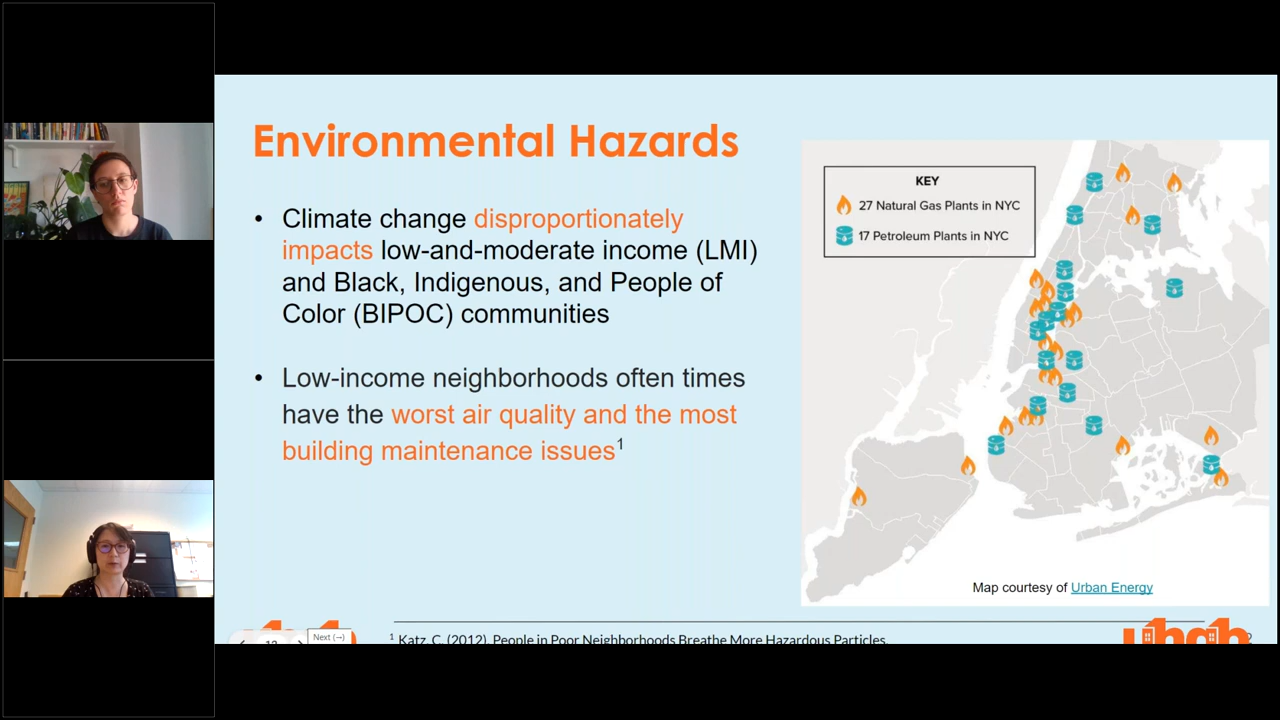 Environmental Hazards
• Climate change disproportionately
impacts low-and-moderate income (LMI)
and Black, Indigenous, and People of
Color (BIPOC) communities
• Low-income neighborhoods often times
have the worst air quality and the most
building maintenance issues¹
KEY
27 Natural Gas Plants in NYC
17 Petroleum Plants in NYC
Map courtesy of Urban Energy
Next (→)
¹ Katz, C. (2012). People in Poor Neighborhoods Breathe More Hazardous Particles.
uhab